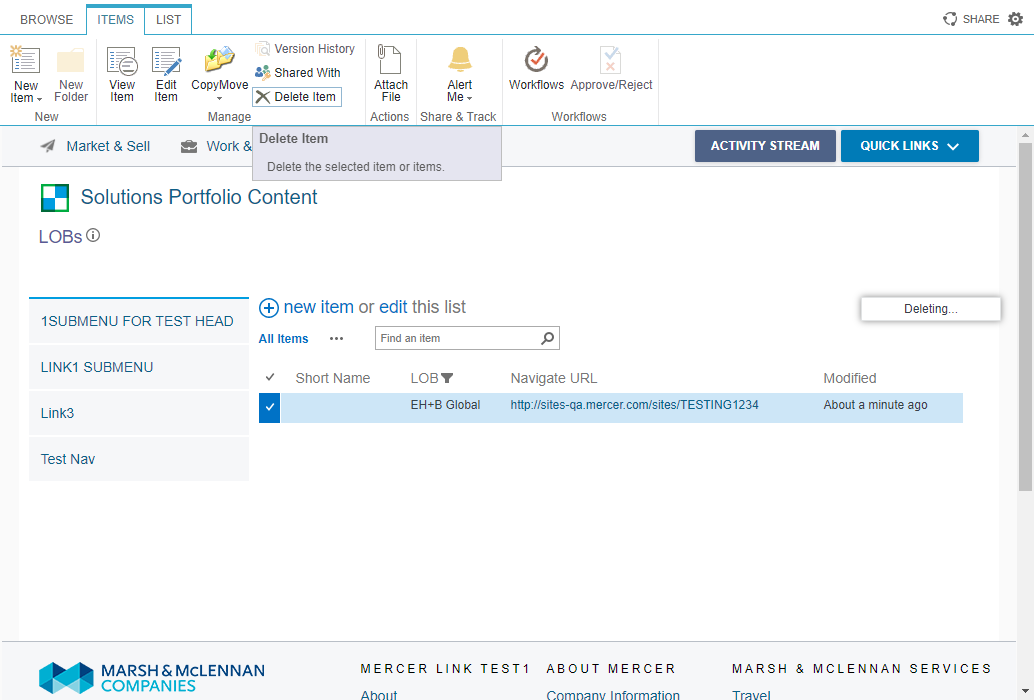 BROWSE ITEMS LIST SHARE
New Item New Folder View Item Edit Item CopyMove Version History
Shared With
Delete Item
Attach File Alert Me Workflows Approve/Reject
New Manage Actions Share & Track Workflows
Delete Item
Delete the selected item or items.
Market & Sell Work & ACTIVITY STREAM QUICK LINKS
Solutions Portfolio Content
LOBs
1SUBMENU FOR TEST HEAD
LINK1 SUBMENU
Link3
Test Nav
new item or edit this list
Deleting...
All Items ••• Find an item
Short Name LOB Navigate URL Modified
EH+B Global http://sites-qa.mercer.com/sites/TESTING1234 About a minute ago
MARSH & McLENNAN
COMPANIES
MERCER LINK TEST1 ABOUT MERCER MARSH & MCLENNAN SERVICES
About Company Information Travel